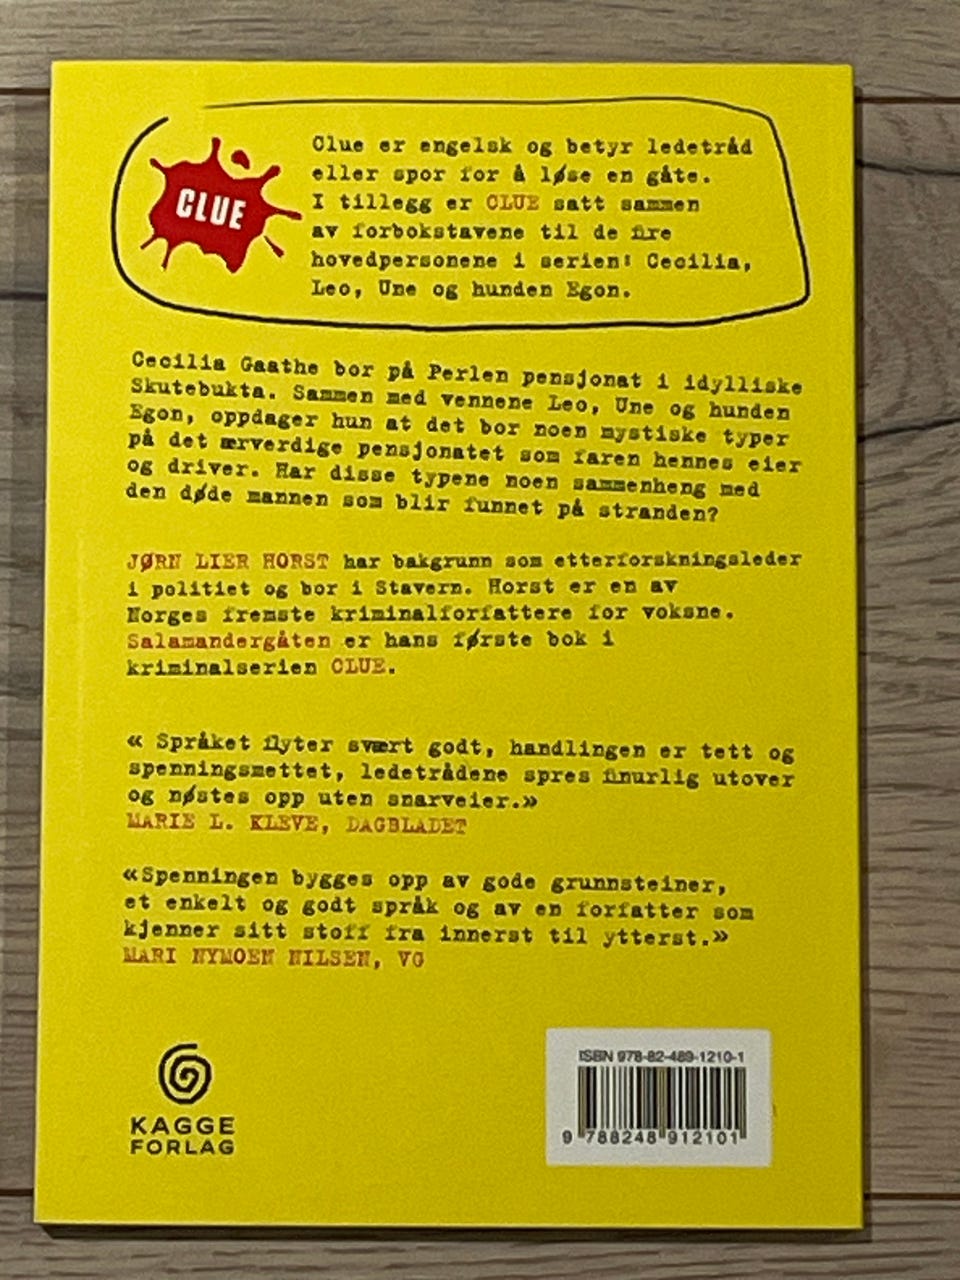 CLUE
Clue er engelsk og betyr ledetråd
eller spor for å løse en gåte.
I tillegg er CLUE satt sammen
av forbokstavene til de fire
hovedpersonene i serien: Cecilia,
Leo, Une og hunden Egon.
Cecilia Gaathe bor på Perlen pensjonat i idylliske
Skutebukta. Sammen med vennene Leo, Une og hunden
Egon, oppdager hun at det bor noen mystiske typer
på det ærverdige pensjonatet som faren hennes eier
og driver. Har disse typene noen sammenheng med
den døde mannen som blir funnet på stranden?
JØRN LIER HORST har bakgrunn som etterforskningsleder
i politiet og bor i Stavern. Horst er en av
Norges fremste kriminalforfattere for voksne.
Salamandergåten er hans første bok i
kriminalserien CLUE.
« Språket flyter svært godt, handlingen er tett og
spenningsmettet, ledetrådene spres finurlig utover
og nøstes opp uten snarveier.»
MARIE L. KLEVE, DAGBLADET
«Spenningen bygges opp av gode grunnsteiner,
et enkelt og godt språk og av en forfatter som
kjenner sitt stoff fra innerst til ytterst.»
MARI NYMOEN NILSEN, VG
KAGGE
FORLAG
ISBN 978-82-489-1210-1
9 788248 912101